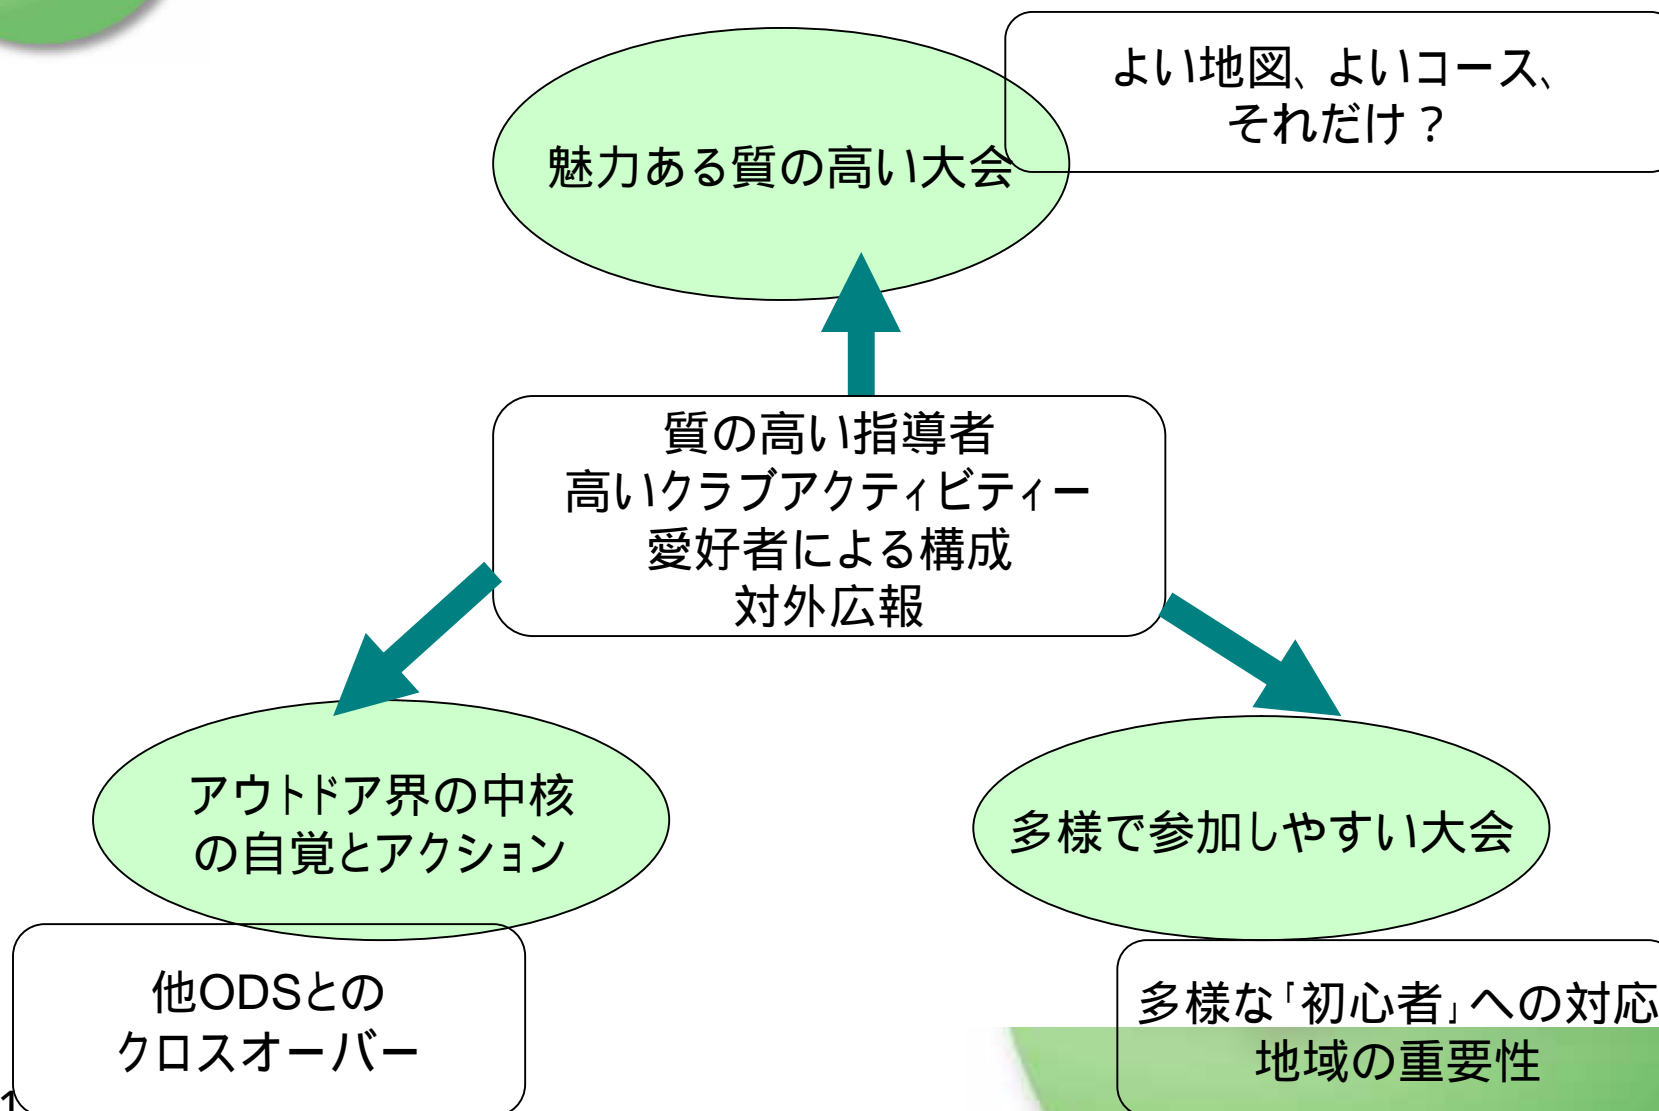 よい地図、よいコース、
それだけ？
魅力ある質の高い大会
質の高い指導者
高いクラブアクティビティー
愛好者による構成
対外広報
アウトドア界の中核
の自覚とアクション
多様で参加しやすい大会
他ODSとの
クロスオーバー
多様な「初心者」への対応
地域の重要性
1